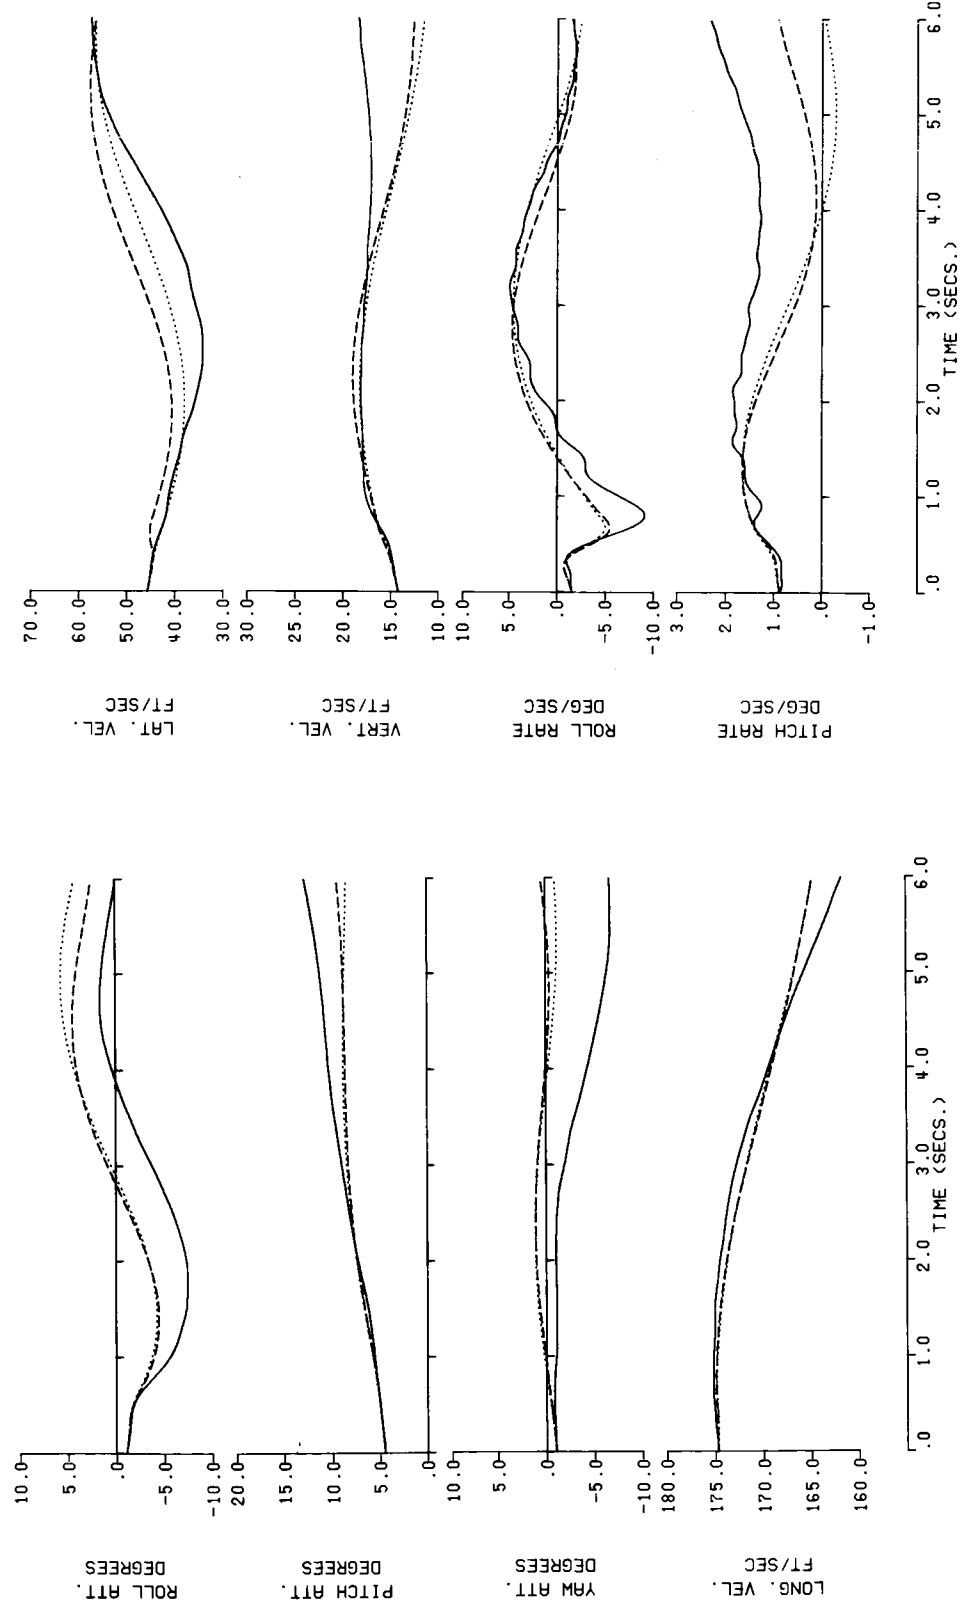 ROLL ATT.
DEGREES
10.0
5.0
.0
-5.0
-10.0
PITCH ATT.
DEGREES
20.0
15.0
10.0
5.0
.0
YAW ATT.
DEGREES
10.0
5.0
.0
-5.0
-10.0
LONG. VEL.
FT/SEC
180.0
175.0
170.0
165.0
160.0
.0 1.0 2.0 3.0 4.0 5.0 6.0
TIME (SECS.)
LAT. VEL.
FT/SEC
70.0
60.0
50.0
40.0
30.0
VERT. VEL.
FT/SEC
30.0
25.0
20.0
15.0
10.0
ROLL RATE
DEG/SEC
10.0
5.0
.0
-5.0
-10.0
PITCH RATE
DEG/SEC
3.0
2.0
1.0
.0
-1.0
.0 1.0 2.0 3.0 4.0 5.0 6.0
TIME (SECS.)